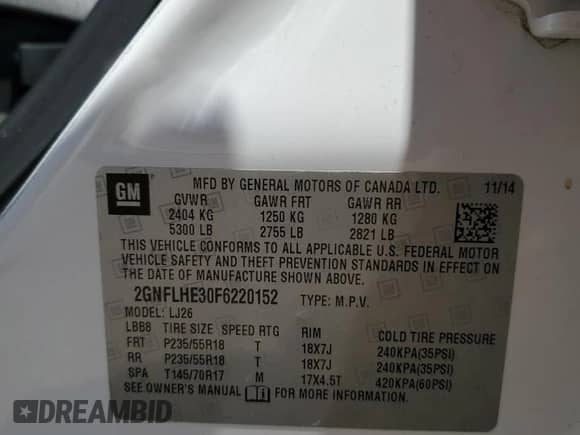 GM
MFD BY GENERAL MOTORS OF CANADA LTD. 11/14
GVWR GAWR FRT GAWR RR
2404 KG 1250 KG 1280 KG
5300 LB 2755 LB 2821 LB
THIS VEHICLE CONFORMS TO ALL APPLICABLE U.S. FEDERAL MOTOR
VEHICLE SAFETY AND THEFT PREVENTION STANDARDS IN EFFECT ON
THE DATE OF MANUFACTURE SHOWN ABOVE.
2GNFLHE30F6220152 TYPE: M.P.V.
MODEL: LJ26
LBB8 TIRE SIZE SPEED RTG RIM COLD TIRE PRESSURE
FRT P235/55R18 T 18X7J 240KPA(35PSI)
RR P235/55R18 T 18X7J 240KPA(35PSI)
SPA T145/70R17 M 17X4.5T 420KPA(60PSI)
SEE OWNER'S MANUAL FOR MORE INFORMATION.
DREAMBID